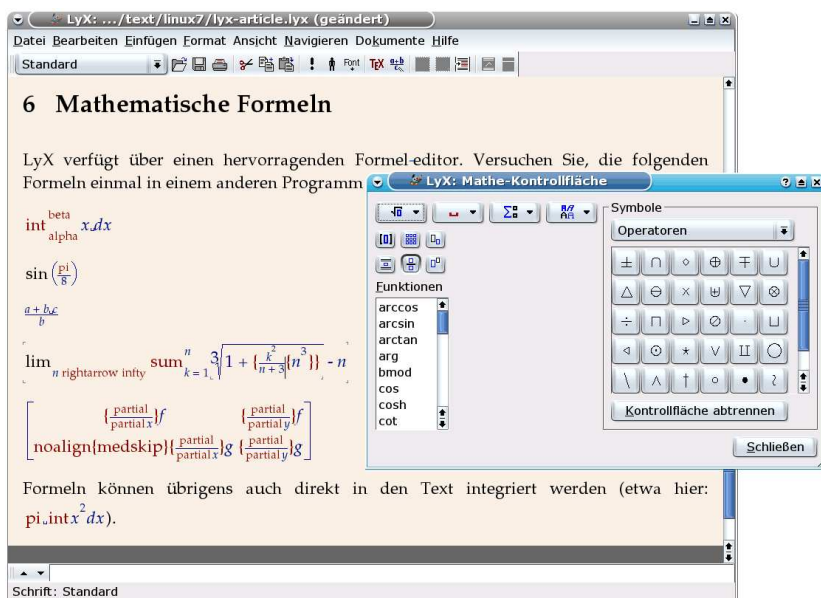 LyX: .../text/linux7/lyx-article.lyx (geändert)
Datei Bearbeiten Einfügen Format Ansicht Navigieren Dokumente Hilfe
Standard
Font TEX
6 Mathematische Formeln
LyX verfügt über einen hervorragenden Formel-editor. Versuchen Sie, die folgenden
Formeln einmal in einem anderen Programm
int beta alpha x dx
sin (pi/8)
a + b c / b
lim n rightarrow infty sum n k = 1 3 √ 1 + { k² / n + 3 {n³}} - n
{partial / partial x}f {partial / partial y}f
noalign{medskip}{partial / partial x}g {partial / partial y}g
Formeln können übrigens auch direkt in den Text integriert werden (etwa hier:
pi int x² dx).
Schrift: Standard
LyX: Mathe-Kontrollfläche
Funktionen
arccos
arcsin
arctan
arg
bmod
cos
cosh
cot
Symbole
Operatoren
± ∩ ⋄ ⊕ ∓ ∪
△ ⊖ × ⊎ ▽ ⊗
÷ ⊓ ▹ ⊘ · ⊔
◃ ⊙ ⋆ ∨ ⨿ ◯
\ ∧ † ∘ • ≀
Kontrollfläche abtrennen
Schließen